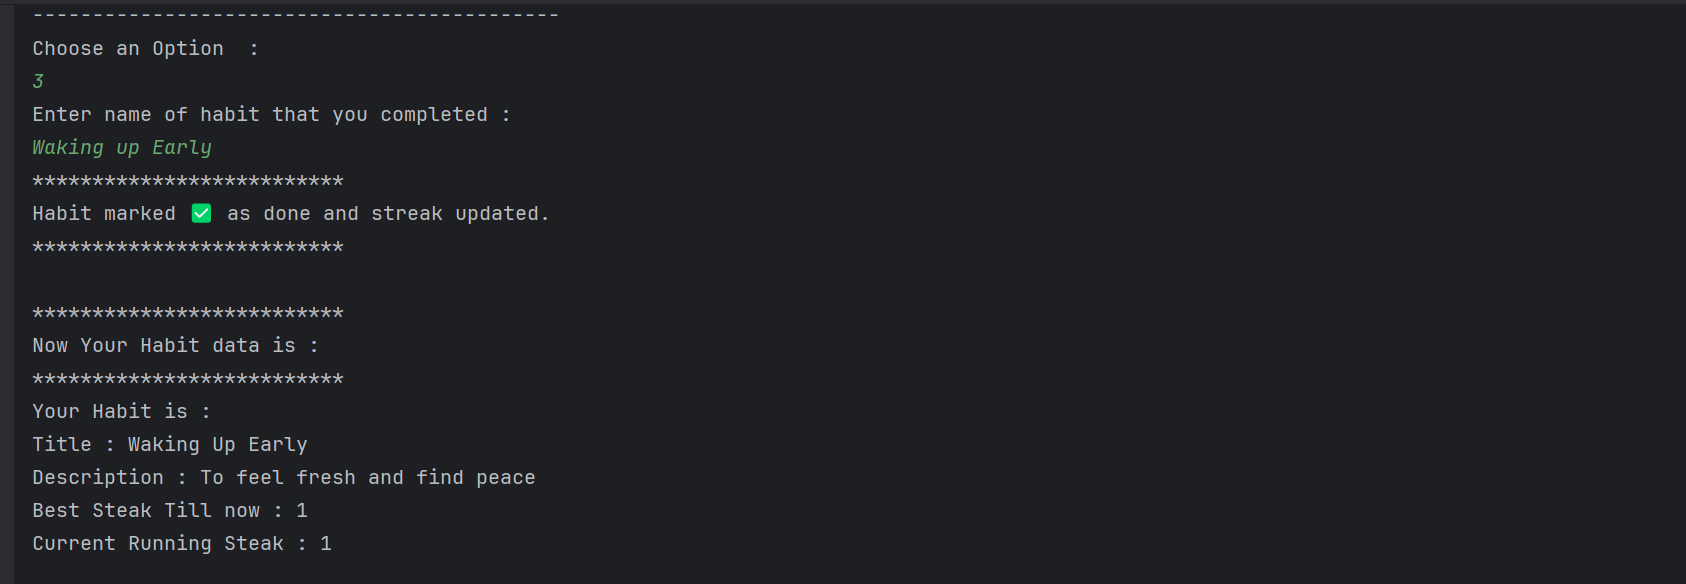 --------------------------------------------
Choose an Option  :
3
Enter name of habit that you completed :
Waking up Early
**************************
Habit marked ✅ as done and streak updated.
**************************
**************************
Now Your Habit data is :
**************************
Your Habit is :
Title : Waking Up Early
Description : To feel fresh and find peace
Best Steak Till now : 1
Current Running Steak : 1